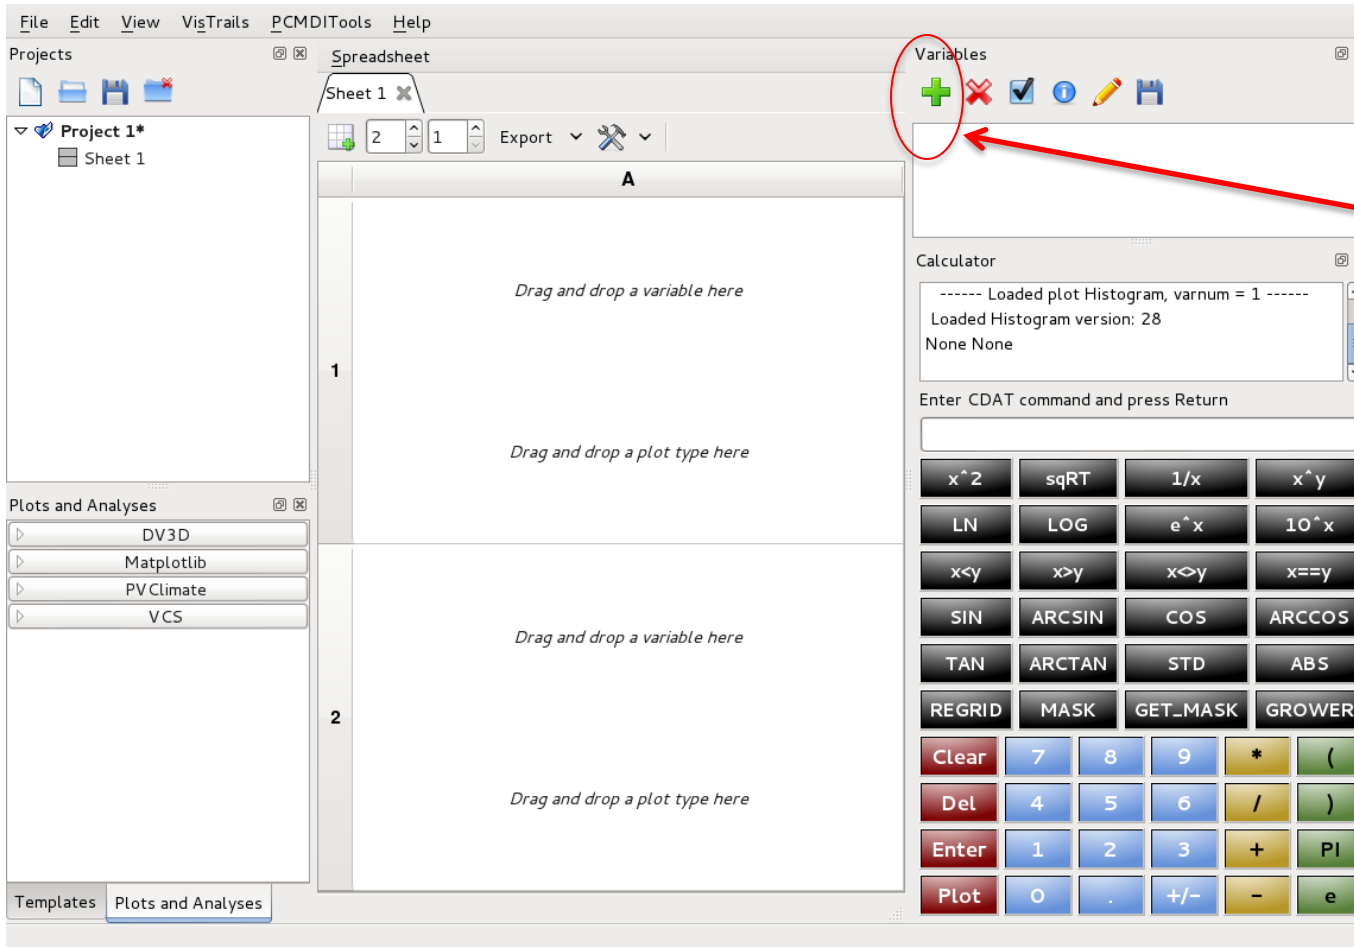 File Edit View VisTrails PCMDITools Help
Projects
Project 1*
Sheet 1
Plots and Analyses
DV3D
Matplotlib
PVClimate
VCS
Templates Plots and Analyses
Spreadsheet
Sheet 1
2 1 Export
A
1
Drag and drop a variable here
Drag and drop a plot type here
2
Drag and drop a variable here
Drag and drop a plot type here
Variables
Calculator
------ Loaded plot Histogram, varnum = 1 ------
Loaded Histogram version: 28
None None
Enter CDAT command and press Return
x^2 sqRT 1/x x^y
LN LOG e^x 10^x
x<y x>y x<>y x==y
SIN ARCSIN COS ARCCOS
TAN ARCTAN STD ABS
REGRID MASK GET_MASK GROWER
Clear 7 8 9 * (
Del 4 5 6 / )
Enter 1 2 3 + PI
Plot 0 . +/- - e